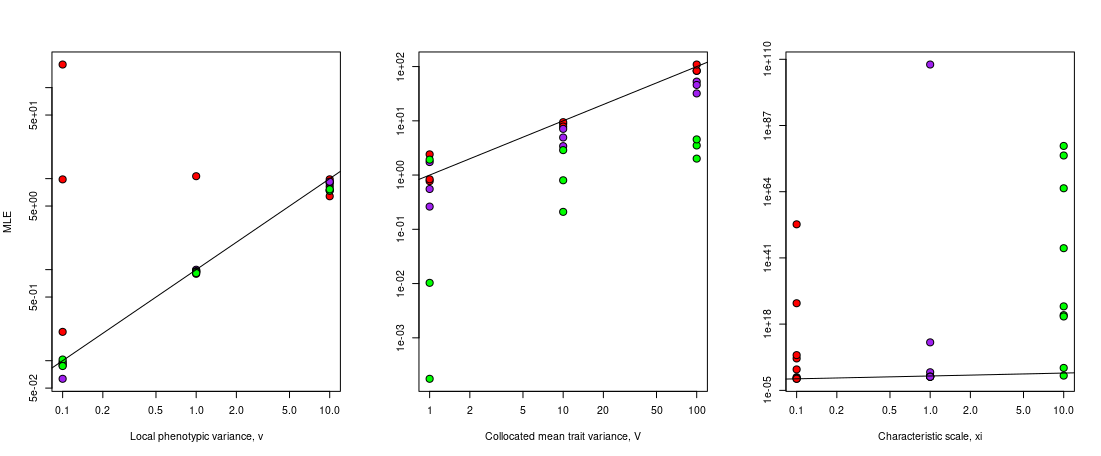 MLE
5e+01
5e+00
5e-01
5e-02
0.1 0.2 0.5 1.0 2.0 5.0 10.0
Local phenotypic variance, v
1e+02
1e+01
1e+00
1e-01
1e-02
1e-03
1 2 5 10 20 50 100
Collocated mean trait variance, V
1e+110
1e+87
1e+64
1e+41
1e+18
1e-05
0.1 0.2 0.5 1.0 2.0 5.0 10.0
Characteristic scale, xi